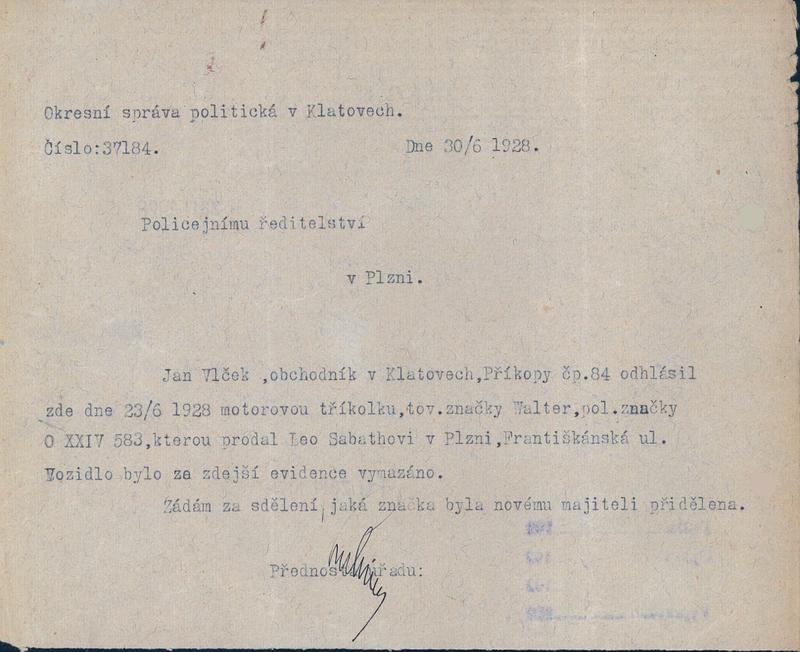 Okresní správa politická v Klatovech.
Číslo:37184.
Dne 30/6 1928.
Policejnímu ředitelství
v Plzni.
Jan Vlček ,obchodník v Klatovech,Příkopy čp.84 odhlásil
zde dne 23/6 1928 motorovou tříkolku,tov.značky Walter,pol.značky
O XXIV 583,kterou prodal Leo Sabathovi v Plzni,Františkánská ul.
Vozidlo bylo ze zdejší evidence vymazáno.
Žádám za sdělení,jaká značka byla novému majiteli přidělena.
Přednosta úřadu: